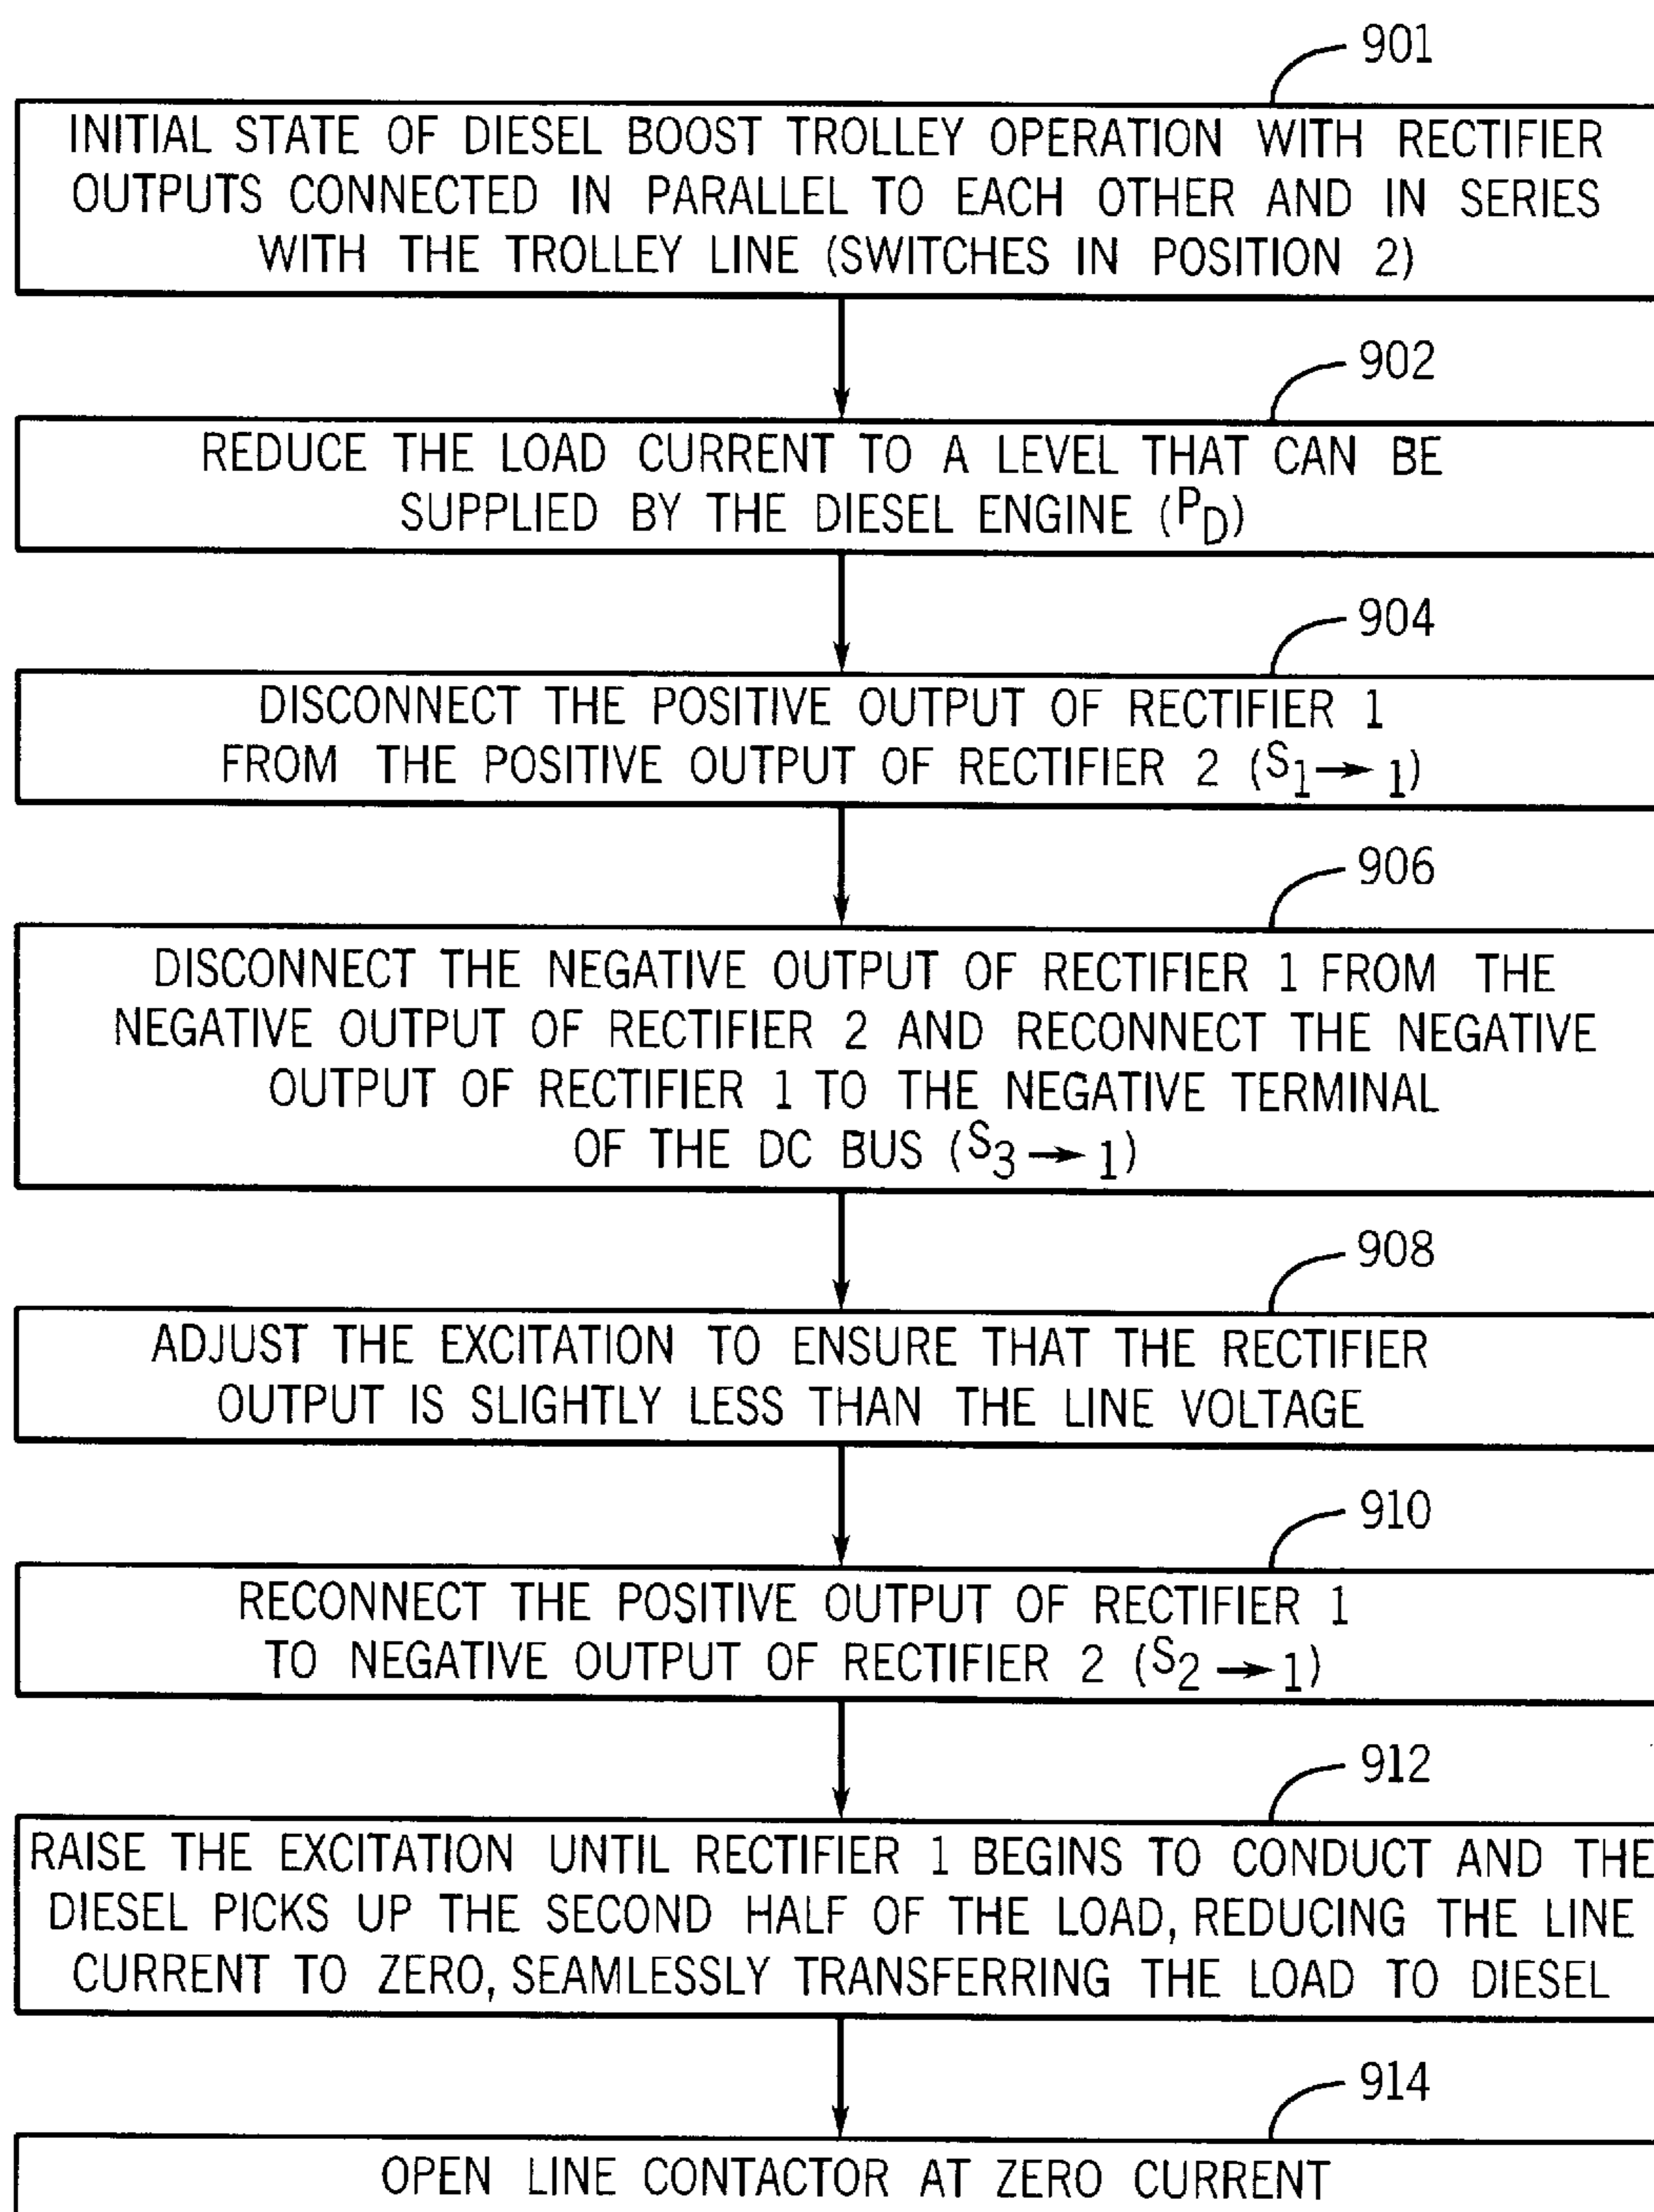 901
INITIAL STATE OF DIESEL BOOST TROLLEY OPERATION WITH RECTIFIER
OUTPUTS CONNECTED IN PARALLEL TO EACH OTHER AND IN SERIES
WITH THE TROLLEY LINE (SWITCHES IN POSITION 2)
902
REDUCE THE LOAD CURRENT TO A LEVEL THAT CAN BE
SUPPLIED BY THE DIESEL ENGINE (PD)
904
DISCONNECT THE POSITIVE OUTPUT OF RECTIFIER 1
FROM THE POSITIVE OUTPUT OF RECTIFIER 2 (S1→ 1)
906
DISCONNECT THE NEGATIVE OUTPUT OF RECTIFIER 1 FROM THE
NEGATIVE OUTPUT OF RECTIFIER 2 AND RECONNECT THE NEGATIVE
OUTPUT OF RECTIFIER 1 TO THE NEGATIVE TERMINAL
OF THE DC BUS (S3→ 1)
908
ADJUST THE EXCITATION TO ENSURE THAT THE RECTIFIER
OUTPUT IS SLIGHTLY LESS THAN THE LINE VOLTAGE
910
RECONNECT THE POSITIVE OUTPUT OF RECTIFIER 1
TO NEGATIVE OUTPUT OF RECTIFIER 2 (S2→ 1)
912
RAISE THE EXCITATION UNTIL RECTIFIER 1 BEGINS TO CONDUCT AND THE
DIESEL PICKS UP THE SECOND HALF OF THE LOAD, REDUCING THE LINE
CURRENT TO ZERO, SEAMLESSLY TRANSFERRING THE LOAD TO DIESEL
914
OPEN LINE CONTACTOR AT ZERO CURRENT